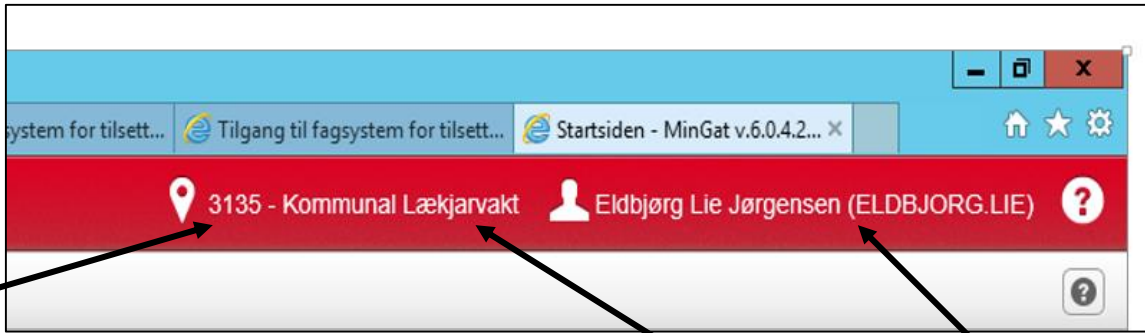 system for tilsett... Tilgang til fagsystem for tilsett... Startsiden - MinGat v.6.0.4.2...
3135 - Kommunal Lækjarvakt Eldbjørg Lie Jørgensen (ELDBJORG.LIE) ?
?